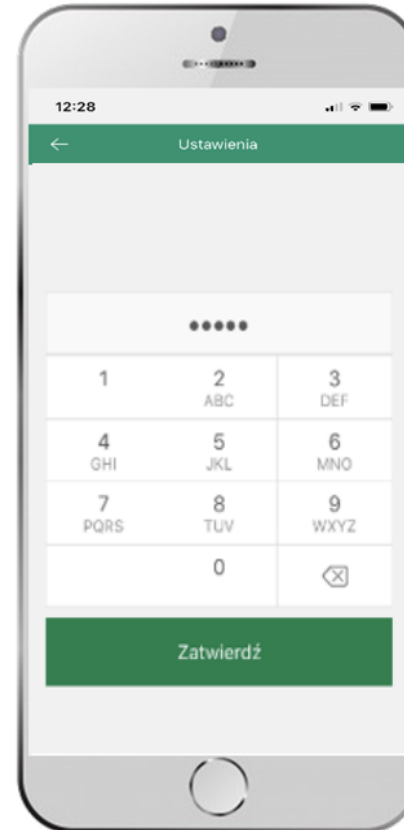 12:28
Ustawienia
•••••
1 2 3
ABC DEF
4 5 6
GHI JKL MNO
7 8 9
PQRS TUV WXYZ
0
Zatwierdź